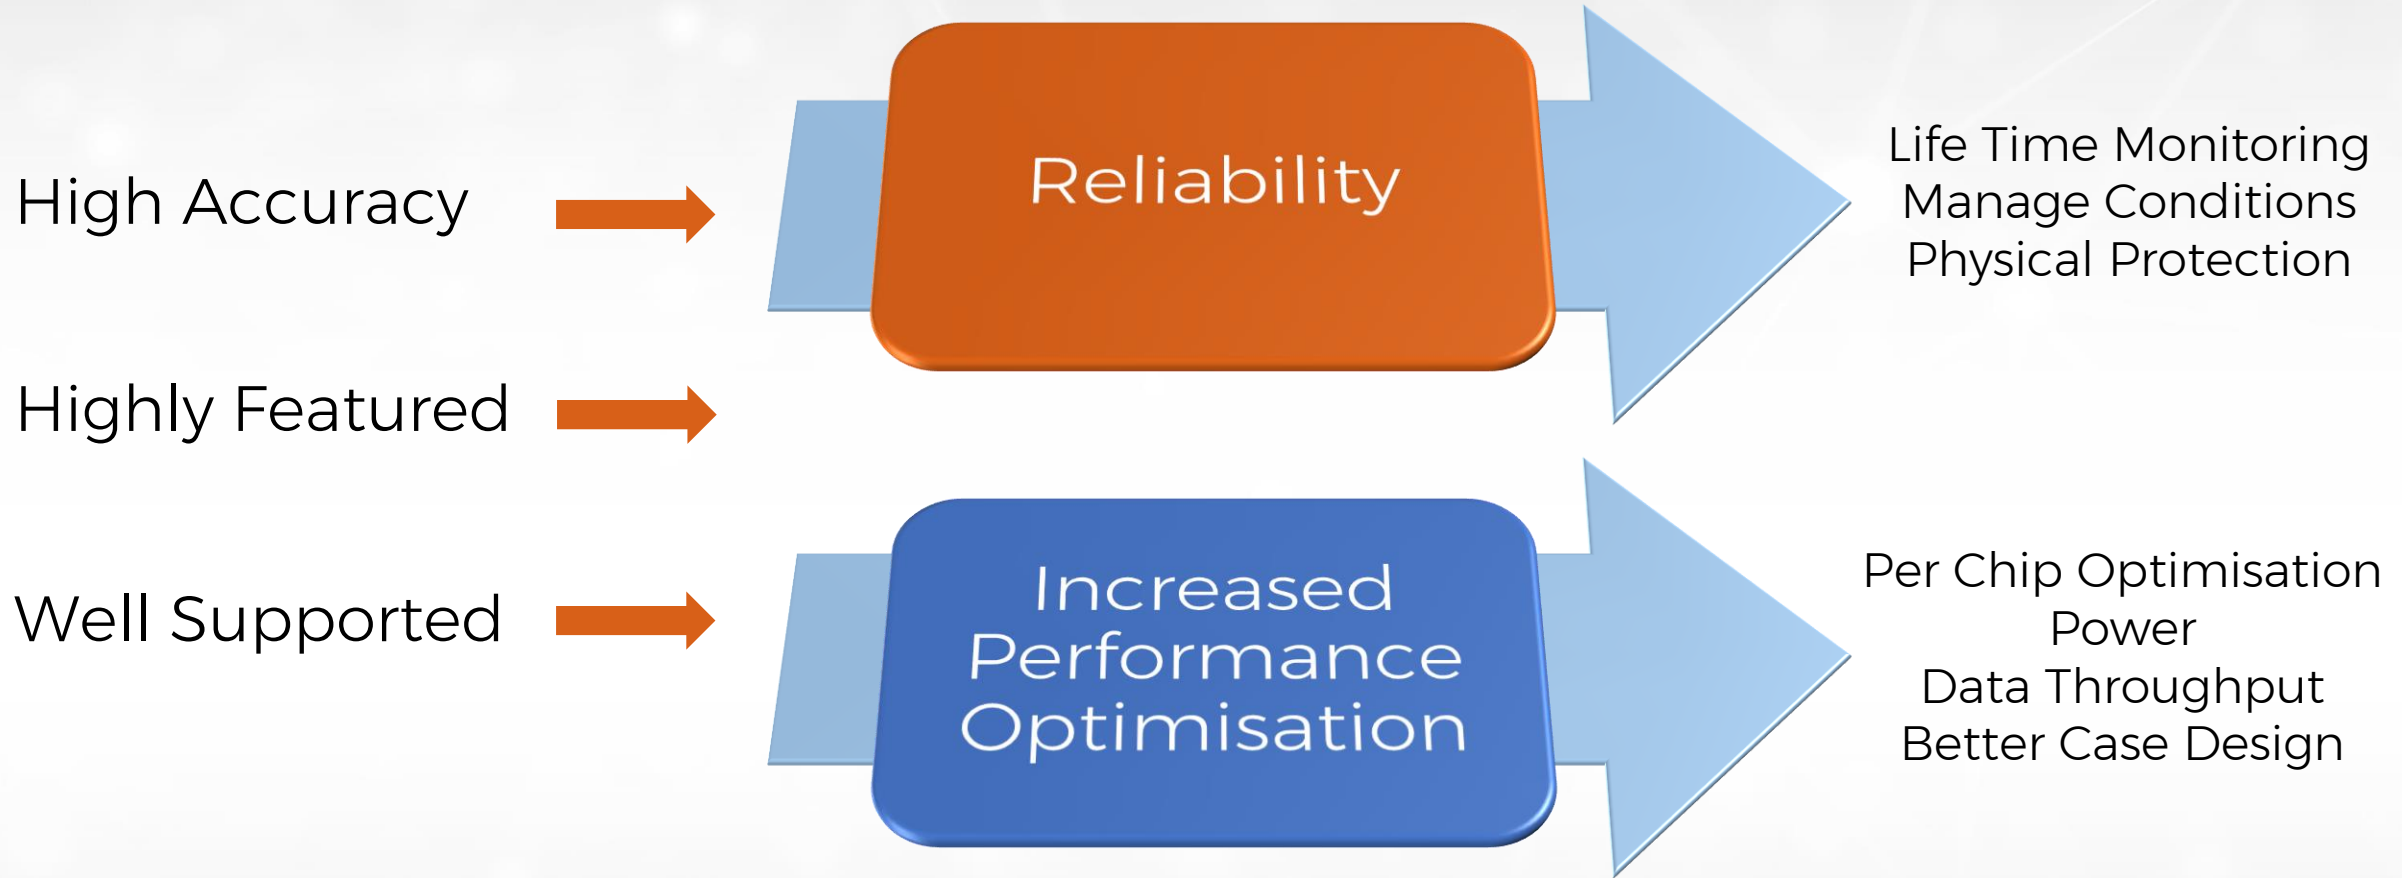 High Accuracy
Highly Featured
Well Supported
Reliability
Increased
Performance
Optimisation
Life Time Monitoring
Manage Conditions
Physical Protection
Per Chip Optimisation
Power
Data Throughput
Better Case Design